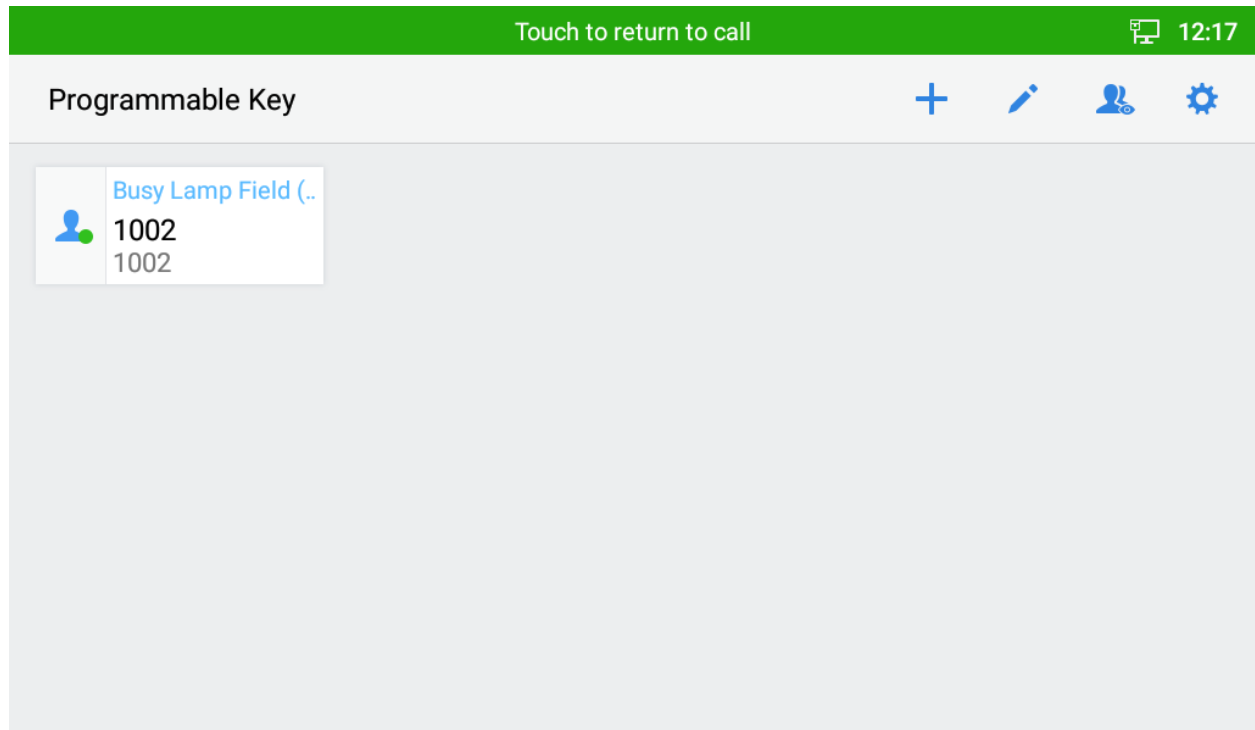 Touch to return to call 12:17
Programmable Key
Busy Lamp Field (..
1002
1002